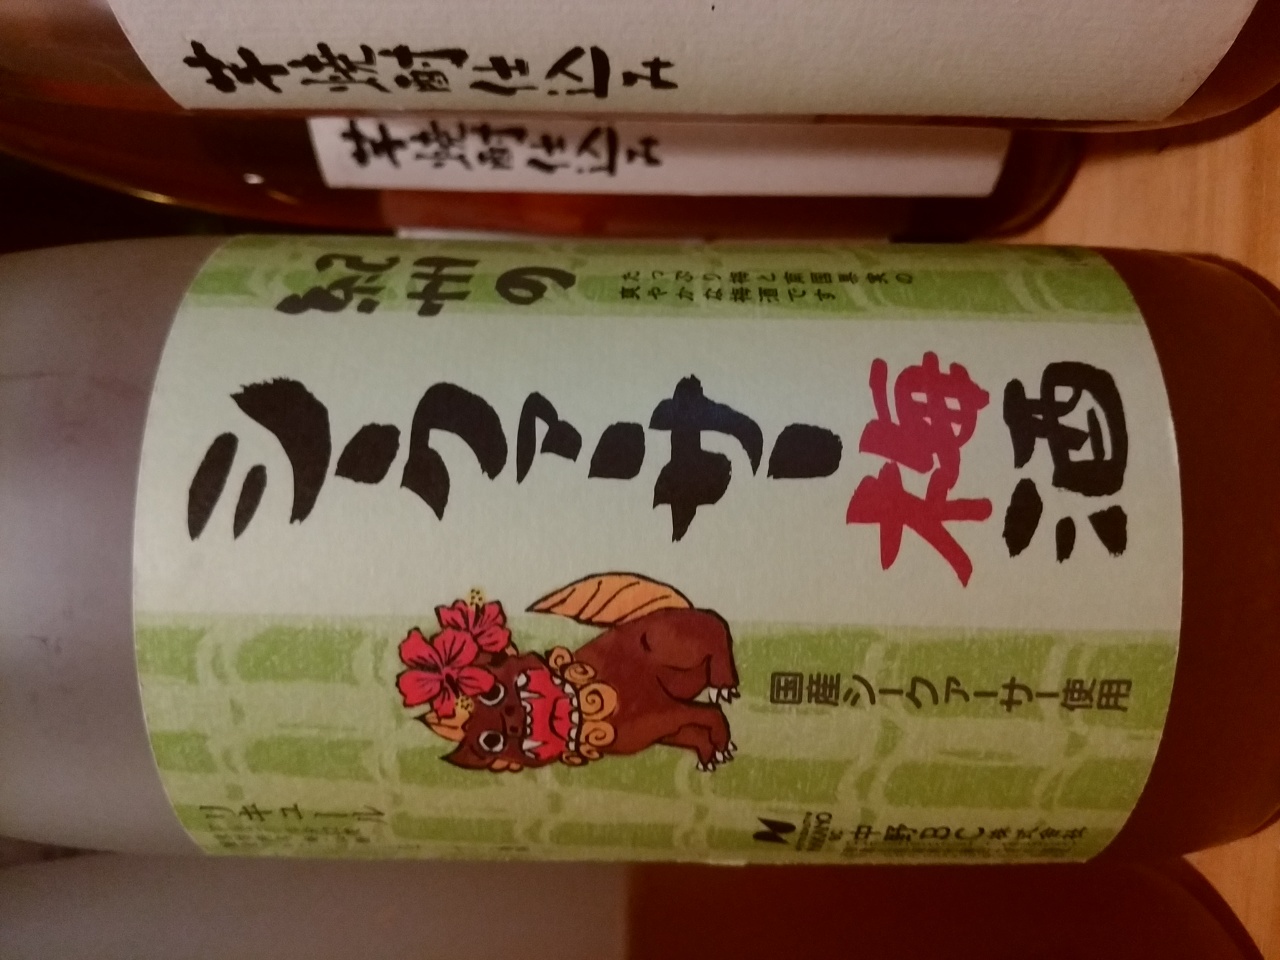 芋焼酎仕込み
芋焼酎仕込み
紀州の
たっぷり梅と南国果実の
爽やかな梅酒です
シークァーサー梅酒
国産シークァーサー使用
リキュール
NAKANO BC
中野BC株式会社